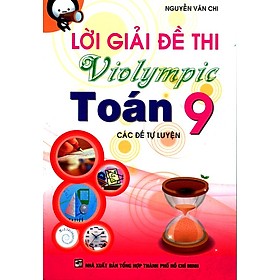 NGUYỄN VĂN CHI
LỜI GIẢI ĐỀ THI
Violympic
Toán 9
CÁC ĐỀ TỰ LUYỆN
NHÀ XUẤT BẢN TỔNG HỢP THÀNH PHỐ HỒ CHÍ MINH